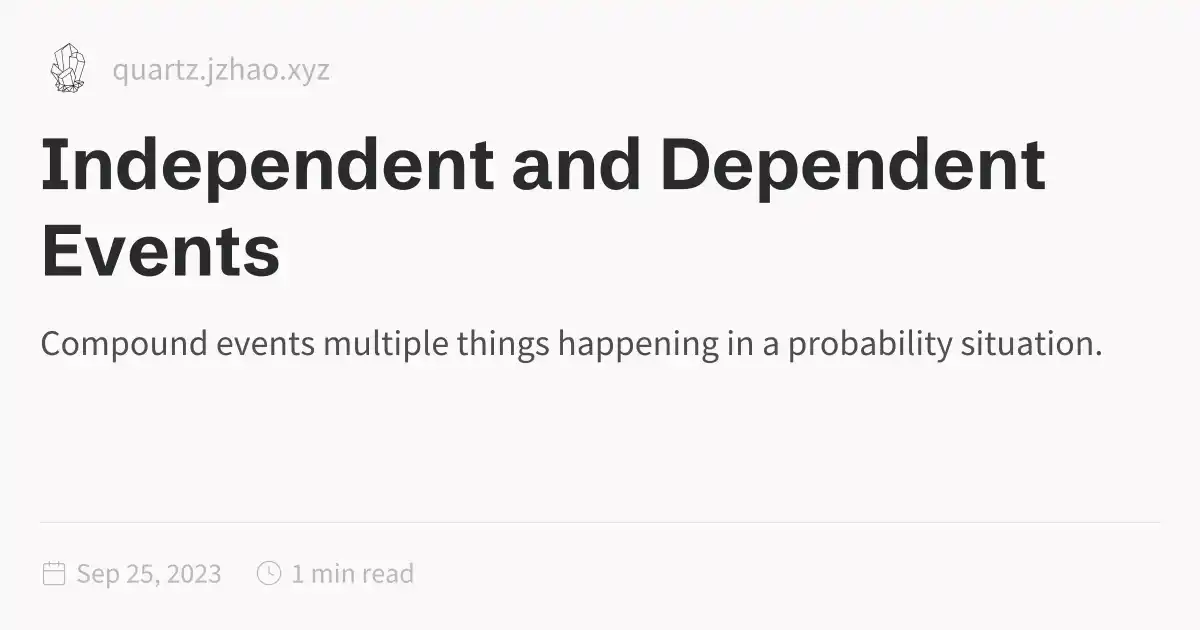 quartz.jzhao.xyz
Independent and Dependent
Events
Compound events multiple things happening in a probability situation.
Sep 25, 2023 1 min read